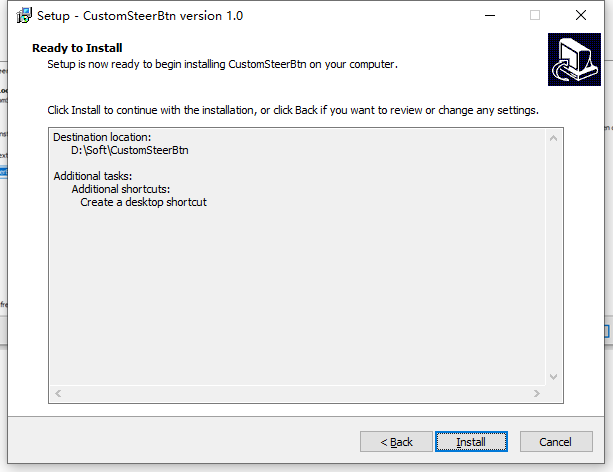 Setup - CustomSteerBtn version 1.0
Ready to Install
Setup is now ready to begin installing CustomSteerBtn on your computer.
Click Install to continue with the installation, or click Back if you want to review or change any settings.
Destination location:
D:\Soft\CustomSteerBtn
Additional tasks:
Additional shortcuts:
Create a desktop shortcut
< Back
Install
Cancel